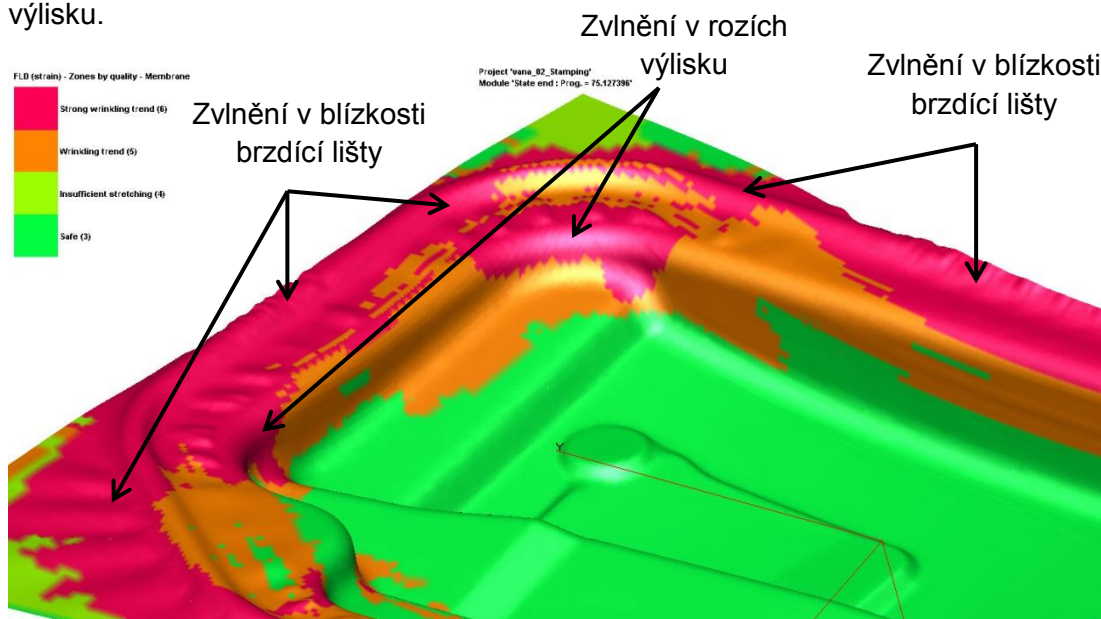 výlisku.
Zvlnění v rozích
výlisku
FLD (strain) - Zones by quality - Membrane
Strong wrinkling trend (6)
Wrinkling trend (5)
Insufficient stretching (4)
Safe (3)
Zvlnění v blízkosti
brzdící lišty
Project 'vana_02_Stamping'
Module 'State end : Prog. = 75.127396'
Zvlnění v blízkosti
brzdící lišty
Y